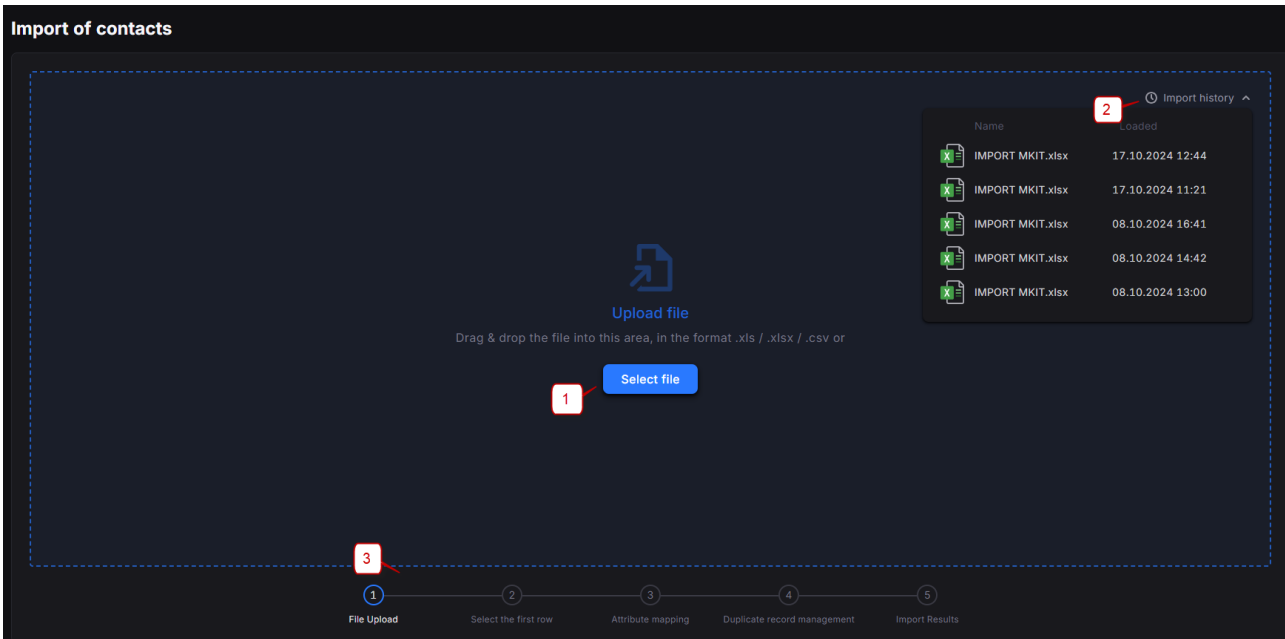 Import of contacts
2
Import history
Name Loaded
IMPORT MKIT.xlsx 17.10.2024 12:44
IMPORT MKIT.xlsx 17.10.2024 11:21
IMPORT MKIT.xlsx 08.10.2024 16:41
IMPORT MKIT.xlsx 08.10.2024 14:42
IMPORT MKIT.xlsx 08.10.2024 13:00
Upload file
Drag & drop the file into this area, in the format .xls / .xlsx / .csv or
Select file
1
3
1 2 3 4 5
File Upload Select the first row Attribute mapping Duplicate record management Import Results